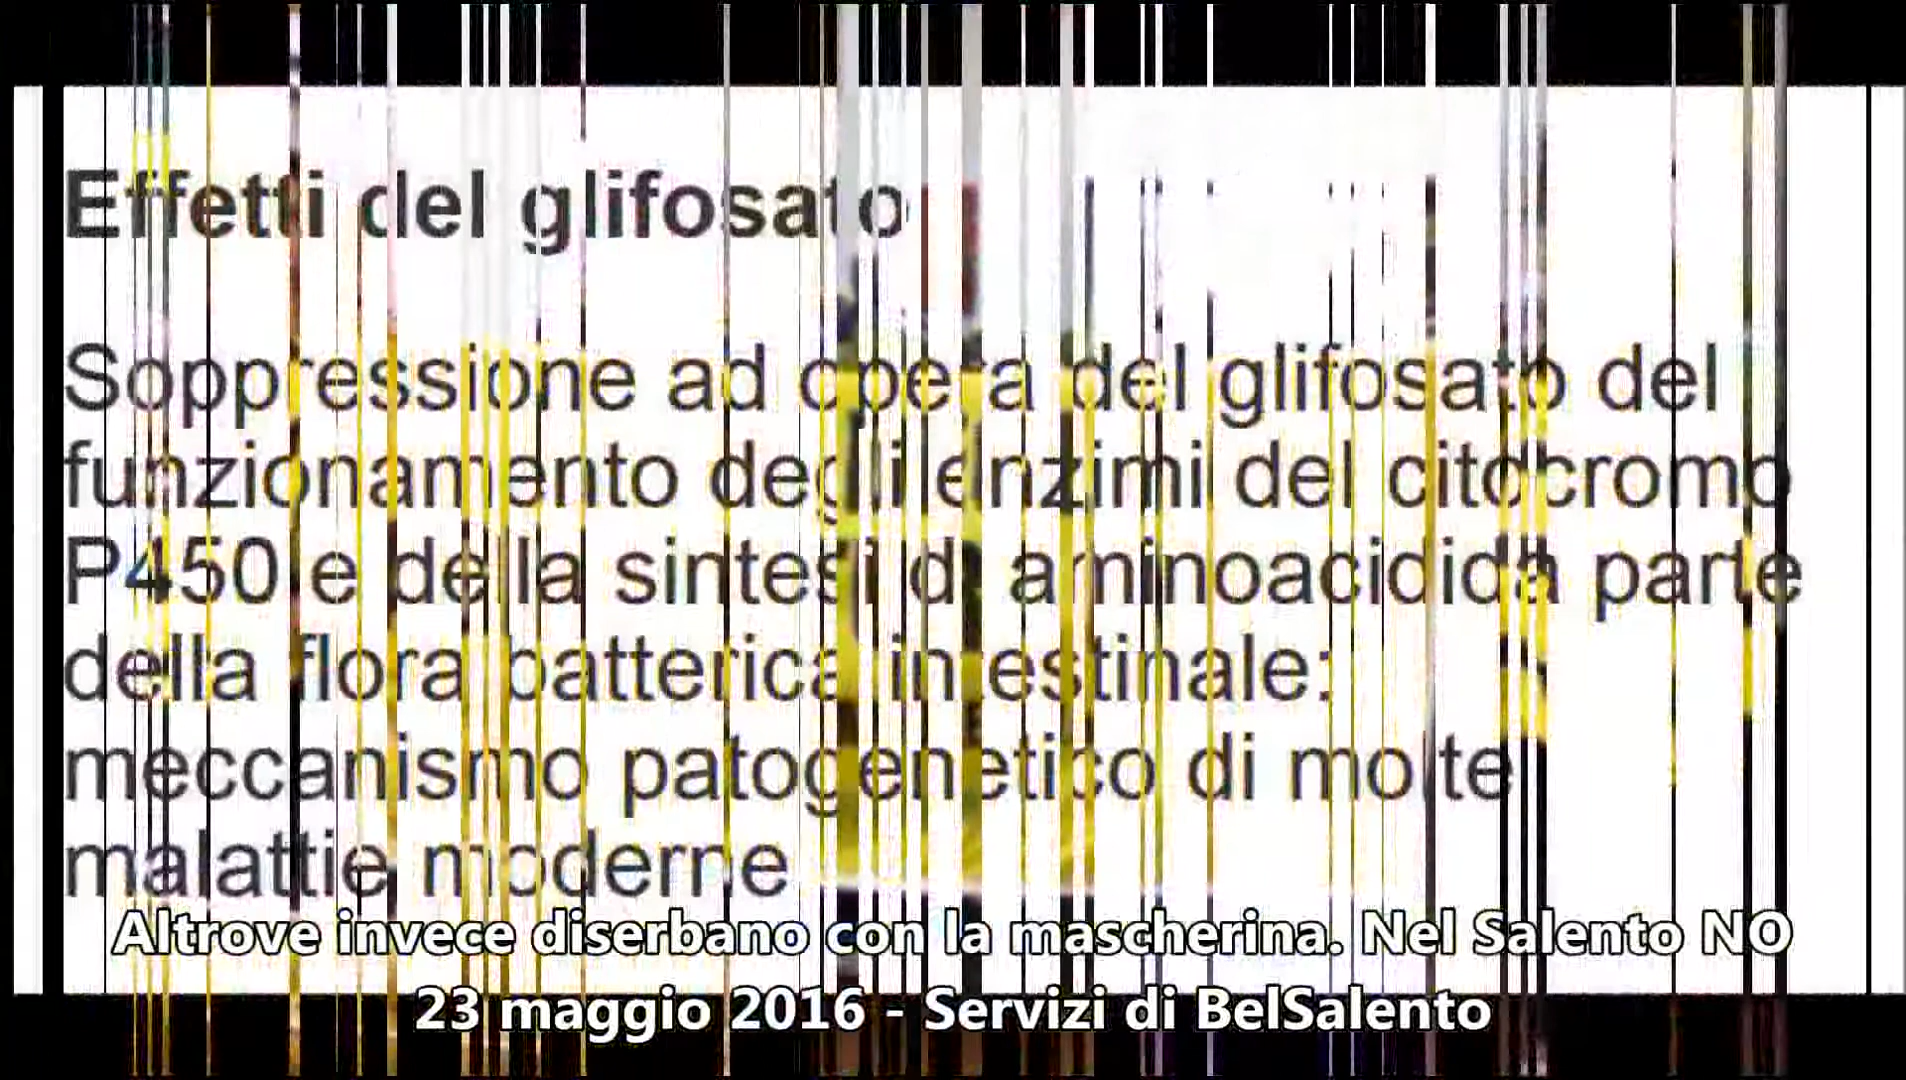 Effetti del glifosato
Soppressione ad opera del glifosato del
funzionamento degli enzimi del citocromo
P450 e della sintesi di aminoacidida parte
della flora batterica intestinale:
meccanismo patogenetico di molte
malattie moderne
Altrove invece diserbano con la mascherina. Nel Salento NO
23 maggio 2016 - Servizi di BelSalento